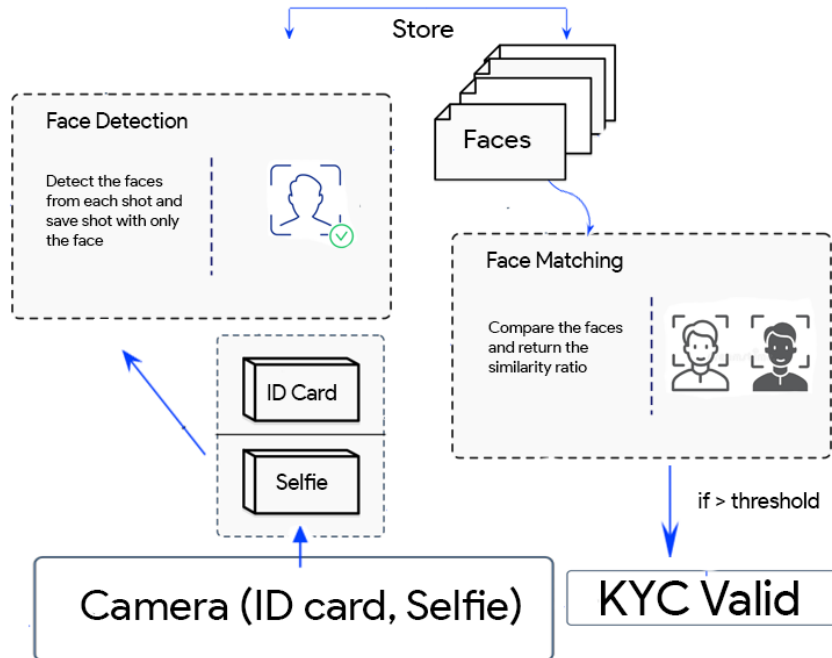 Store
Face Detection
Detect the faces
from each shot and
save shot with only
the face
Faces
Face Matching
Compare the faces
and return the
similarity ratio
ID Card
Selfie
if > threshold
Camera (ID card, Selfie)
KYC Valid